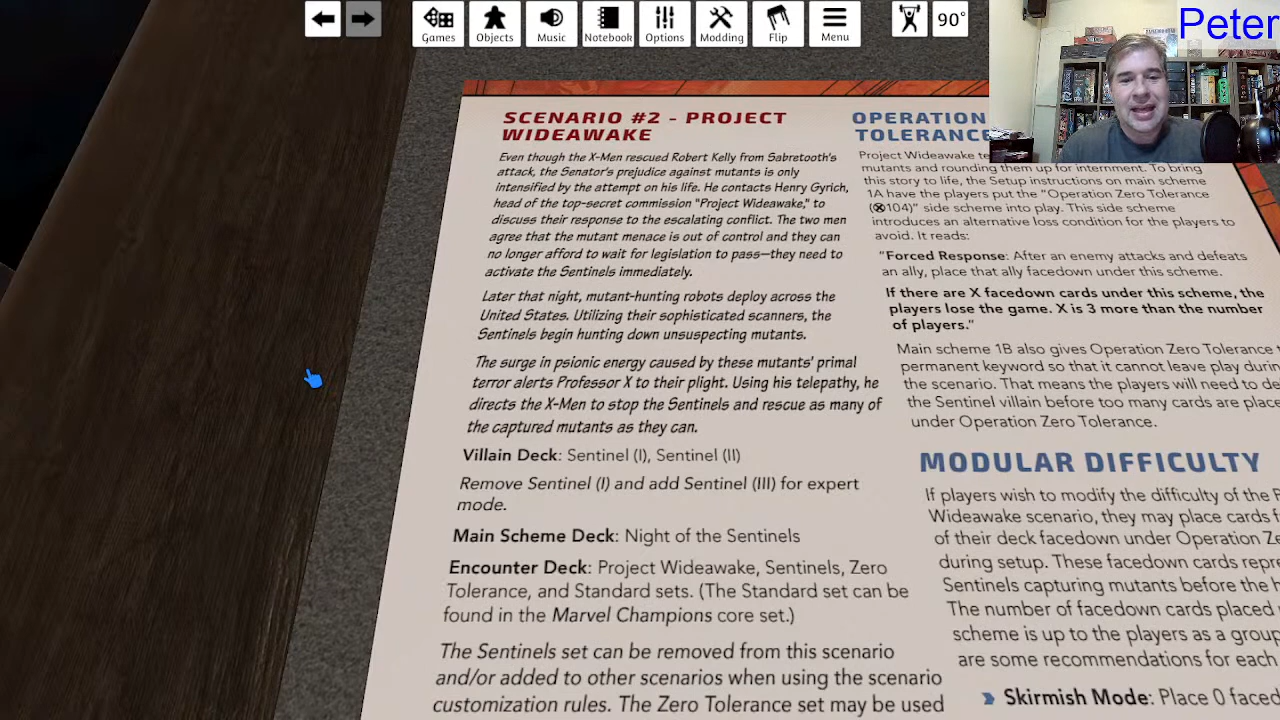 Games Objects Music Notebook Options Modding Flip Menu 90°
Peter
SCENARIO #2 - PROJECT
WIDEAWAKE
Even though the X-Men rescued Robert Kelly from Sabretooth's
attack, the Senator's prejudice against mutants is only
intensified by the attempt on his life. He contacts Henry Gyrich,
head of the top-secret commission "Project Wideawake," to
discuss their response to the escalating conflict. The two men
agree that the mutant menace is out of control and they can
no longer afford to wait for legislation to pass—they need to
activate the Sentinels immediately.
Later that night, mutant-hunting robots deploy across the
United States. Utilizing their sophisticated scanners, the
Sentinels begin hunting down unsuspecting mutants.
The surge in psionic energy caused by these mutants' primal
terror alerts Professor X to their plight. Using his telepathy, he
directs the X-Men to stop the Sentinels and rescue as many of
the captured mutants as they can.
Villain Deck: Sentinel (I), Sentinel (II)
Remove Sentinel (I) and add Sentinel (III) for expert
mode.
Main Scheme Deck: Night of the Sentinels
Encounter Deck: Project Wideawake, Sentinels, Zero
Tolerance, and Standard sets. (The Standard set can be
found in the Marvel Champions core set.)
The Sentinels set can be removed from this scenario
and/or added to other scenarios when using the scenario
customization rules. The Zero Tolerance set may be used
OPERATION
TOLERANC
Project Wideawake te
mutants and rounding them up for internment. To bring
this story to life, the Setup instructions on main scheme
1A have the players put the "Operation Zero Tolerance
(104)" side scheme into play. This side scheme
introduces an alternative loss condition for the players to
avoid. It reads:
"Forced Response: After an enemy attacks and defeats
an ally, place that ally facedown under this scheme.
If there are X facedown cards under this scheme, the
players lose the game. X is 3 more than the number
of players."
Main scheme 1B also gives Operation Zero Tolerance
permanent keyword so that it cannot leave play durin
the scenario. That means the players will need to de
the Sentinel villain before too many cards are place
under Operation Zero Tolerance.
MODULAR DIFFICULTY
If players wish to modify the difficulty of the P
Wideawake scenario, they may place cards f
of their deck facedown under Operation Ze
during setup. These facedown cards repre
Sentinels capturing mutants before the h
The number of facedown cards placed
scheme is up to the players as a group
are some recommendations for each
Skirmish Mode: Place 0 faced